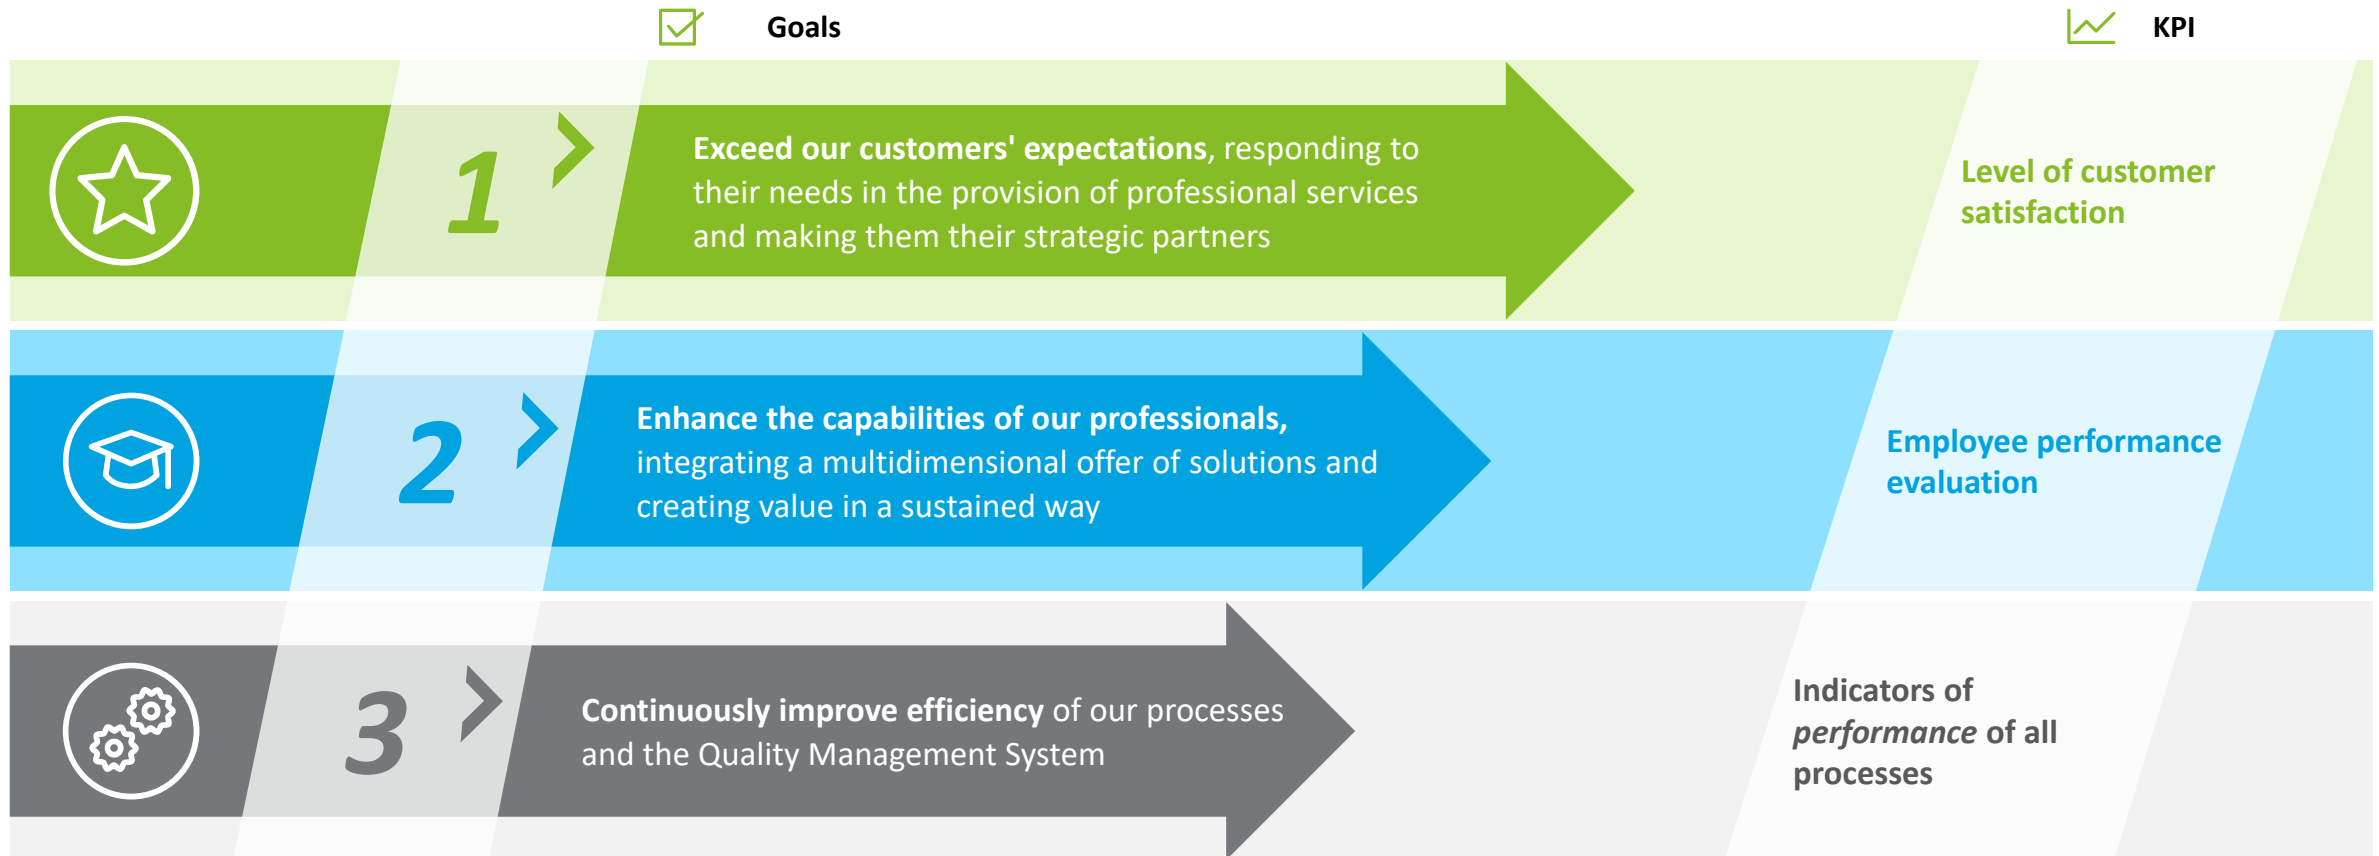 Goals
KPI
1
Exceed our customers' expectations, responding to
their needs in the provision of professional services
and making them their strategic partners
Level of customer
satisfaction
2
Enhance the capabilities of our professionals,
integrating a multidimensional offer of solutions and
creating value in a sustained way
Employee performance
evaluation
3
Continuously improve efficiency of our processes
and the Quality Management System
Indicators of
performance of all
processes